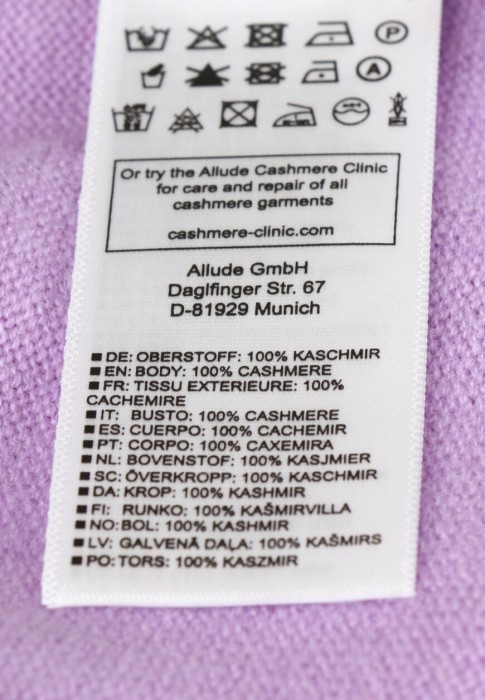 P
A
Or try the Allude Cashmere Clinic
for care and repair of all
cashmere garments
cashmere-clinic.com
Allude GmbH
Daglfinger Str. 67
D-81929 Munich
DE: OBERSTOFF: 100% KASCHMIR
EN: BODY: 100% CASHMERE
FR: TISSU EXTERIEURE: 100%
CACHEMIRE
IT: BUSTO: 100% CASHMERE
ES: CUERPO: 100% CACHEMIR
PT: CORPO: 100% CAXEMIRA
NL: BOVENSTOF: 100% KASJMIER
SC: ÖVERKROPP: 100% KASCHMIR
DA: KROP: 100% KASHMIR
FI: RUNKO: 100% KAŠMIRVILLA
NO: BOL: 100% KASHMIR
LV: GALVENĀ DAĻA: 100% KAŠMIRS
PO: TORS: 100% KASZMIR